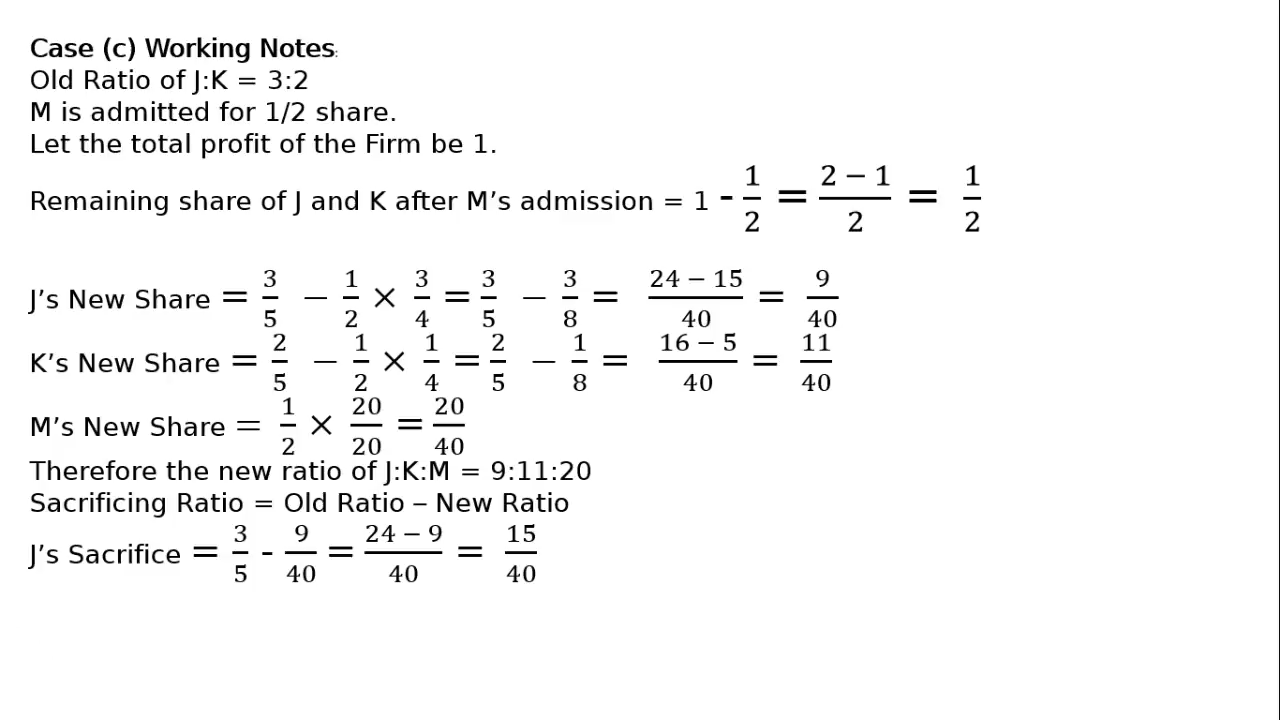 Case (c) Working Notes:
Old Ratio of J:K = 3:2
M is admitted for 1/2 share.
Let the total profit of the Firm be 1.
Remaining share of J and K after M’s admission = 1 - 1/2 = (2 − 1)/2 = 1/2
J’s New Share = 3/5 − 1/2 × 3/4 = 3/5 − 3/8 = (24 − 15)/40 = 9/40
K’s New Share = 2/5 − 1/2 × 1/4 = 2/5 − 1/8 = (16 − 5)/40 = 11/40
M’s New Share = 1/2 × 20/20 = 20/40
Therefore the new ratio of J:K:M = 9:11:20
Sacrificing Ratio = Old Ratio – New Ratio
J’s Sacrifice = 3/5 - 9/40 = (24 − 9)/40 = 15/40